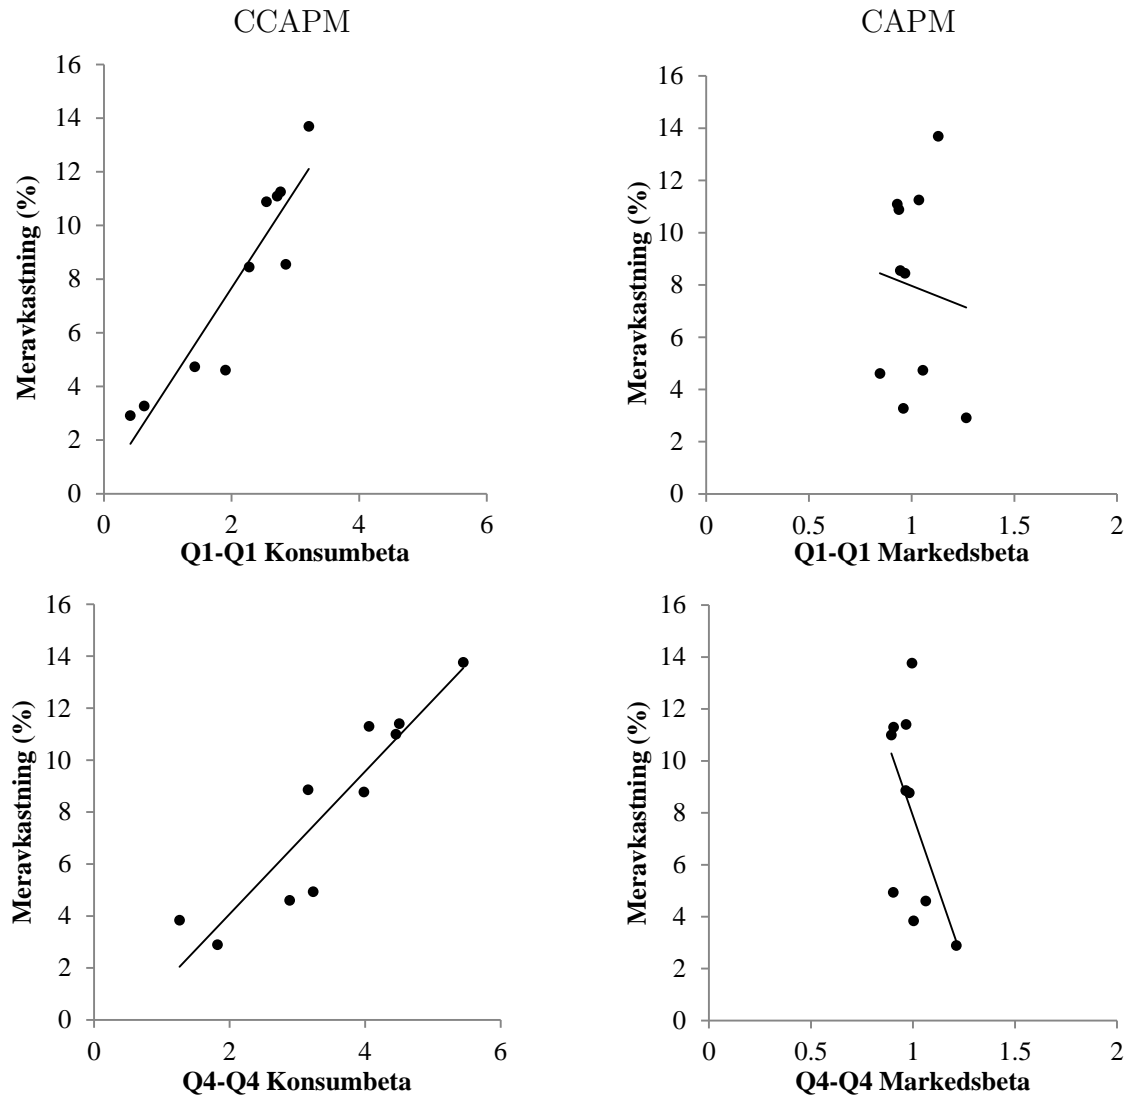 CCAPM
CAPM
16
14
12
10
8
6
4
2
0
Meravkastning (%)
0 2 4 6
Q1-Q1 Konsumbeta
16
14
12
10
8
6
4
2
0
Meravkastning (%)
0 0.5 1 1.5 2
Q1-Q1 Markedsbeta
16
14
12
10
8
6
4
2
0
Meravkastning (%)
0 2 4 6
Q4-Q4 Konsumbeta
16
14
12
10
8
6
4
2
0
Meravkastning (%)
0 0.5 1 1.5 2
Q4-Q4 Markedsbeta